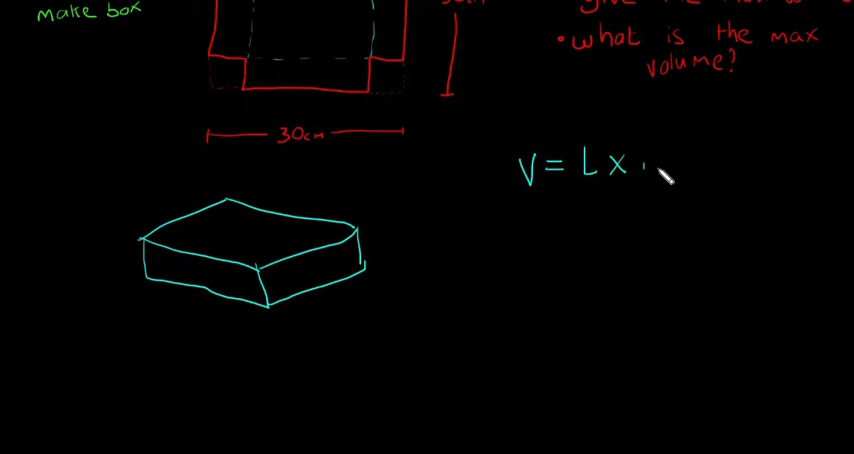 make box
• what is the max
volume?
30cm
V = L x